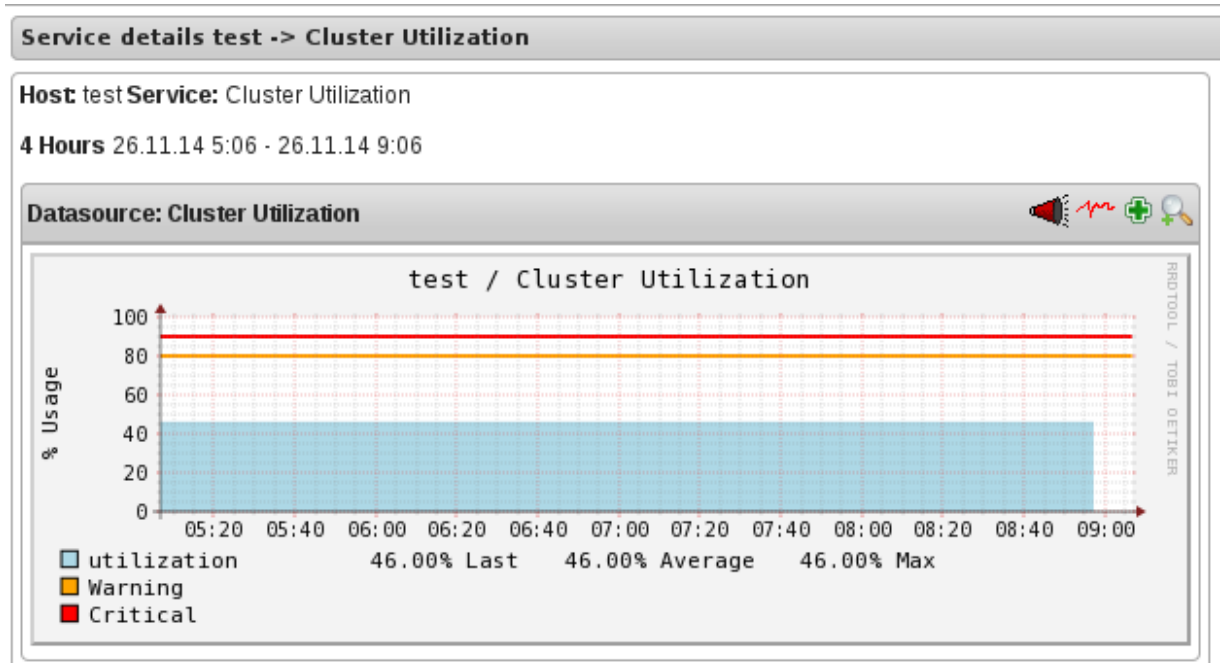 Service details test -> Cluster Utilization
Host: test Service: Cluster Utilization
4 Hours 26.11.14 5:06 - 26.11.14 9:06
Datasource: Cluster Utilization
test / Cluster Utilization
RRDTOOL / TOBI OETIKER
% Usage
100
80
60
40
20
0
05:20 05:40 06:00 06:20 06:40 07:00 07:20 07:40 08:00 08:20 08:40 09:00
utilization 46.00% Last 46.00% Average 46.00% Max
Warning
Critical